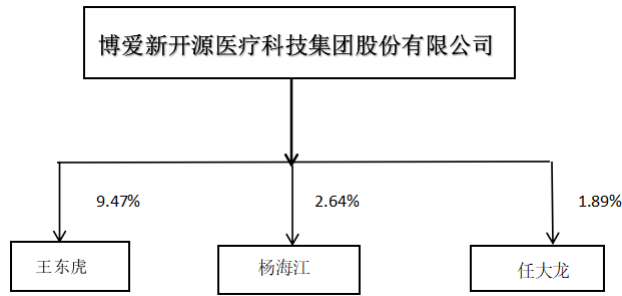 博爱新开源医疗科技集团股份有限公司
9.47%
2.64%
1.89%
王东虎
杨海江
任大龙